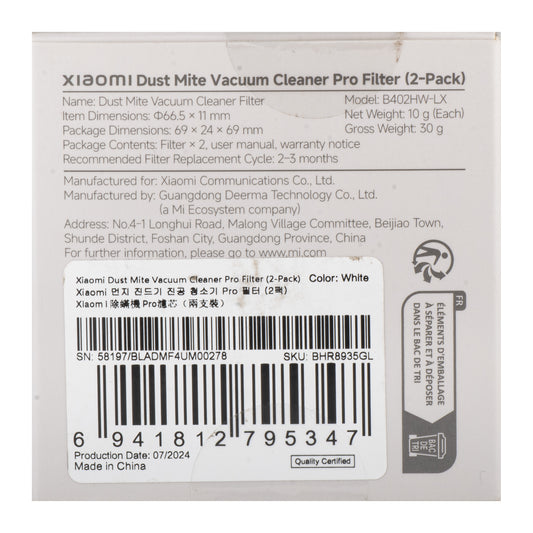 xiaomi Dust Mite Vacuum Cleaner Pro Filter (2-Pack)
Name: Dust Mite Vacuum Cleaner Filter Model: B402HW-LX
Item Dimensions: Φ66.5 × 11 mm Net Weight: 10 g (Each)
Package Dimensions: 69 × 24 × 69 mm Gross Weight: 30 g
Package Contents: Filter × 2, user manual, warranty notice
Recommended Filter Replacement Cycle: 2-3 months
Manufactured for: Xiaomi Communications Co., Ltd.
Manufactured by: Guangdong Deerma Technology Co., Ltd.
(a Mi Ecosystem company)
Address: No.4-1 Longhui Road, Malong Village Committee, Beijiao Town,
Shunde District, Foshan City, Guangdong Province, China
For further information, please go to www.mi.com
Xiaomi Dust Mite Vacuum Cleaner Pro Filter (2-Pack) Color: White
Xiaomi 먼지 진드기 진공 청소기 Pro 필터 (2팩)
Xiaomi除蟎機Pro濾芯（兩支裝）
SN: 58197/BLADMF4UM00278 SKU: BHR8935GL
6 941812 795347
Production Date: 07/2024
Made in China
Quality Certified
FR
ÉLÉMENTS D'EMBALLAGE
À SÉPARER ET À DÉPOSER
DANS LE BAC DE TRI
BAC
DE TRI